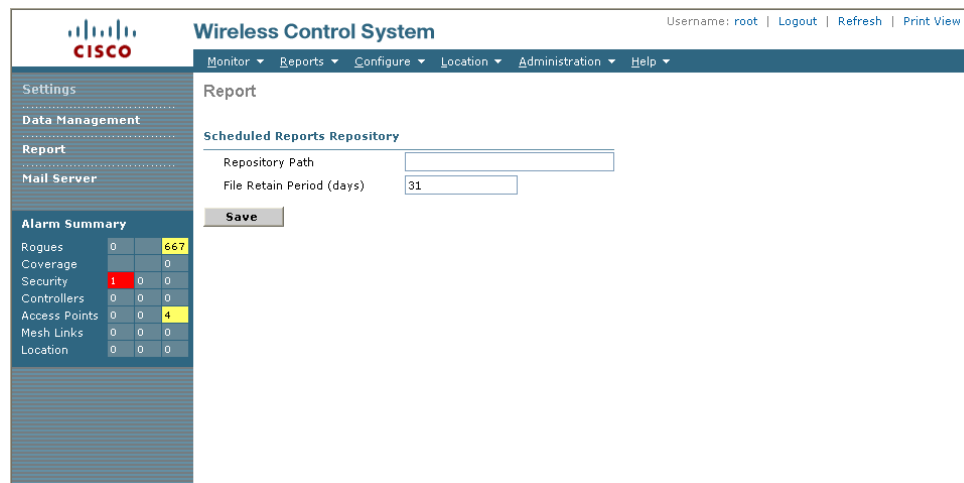 CISCO
Wireless Control System
Username: root | Logout | Refresh | Print View
Monitor Reports Configure Location Administration Help
Settings
Data Management
Report
Mail Server
Alarm Summary
Rogues 0 667
Coverage 0
Security 1 0 0
Controllers 0 0 0
Access Points 0 0 4
Mesh Links 0 0 0
Location 0 0 0
Report
Scheduled Reports Repository
Repository Path
File Retain Period (days) 31
Save